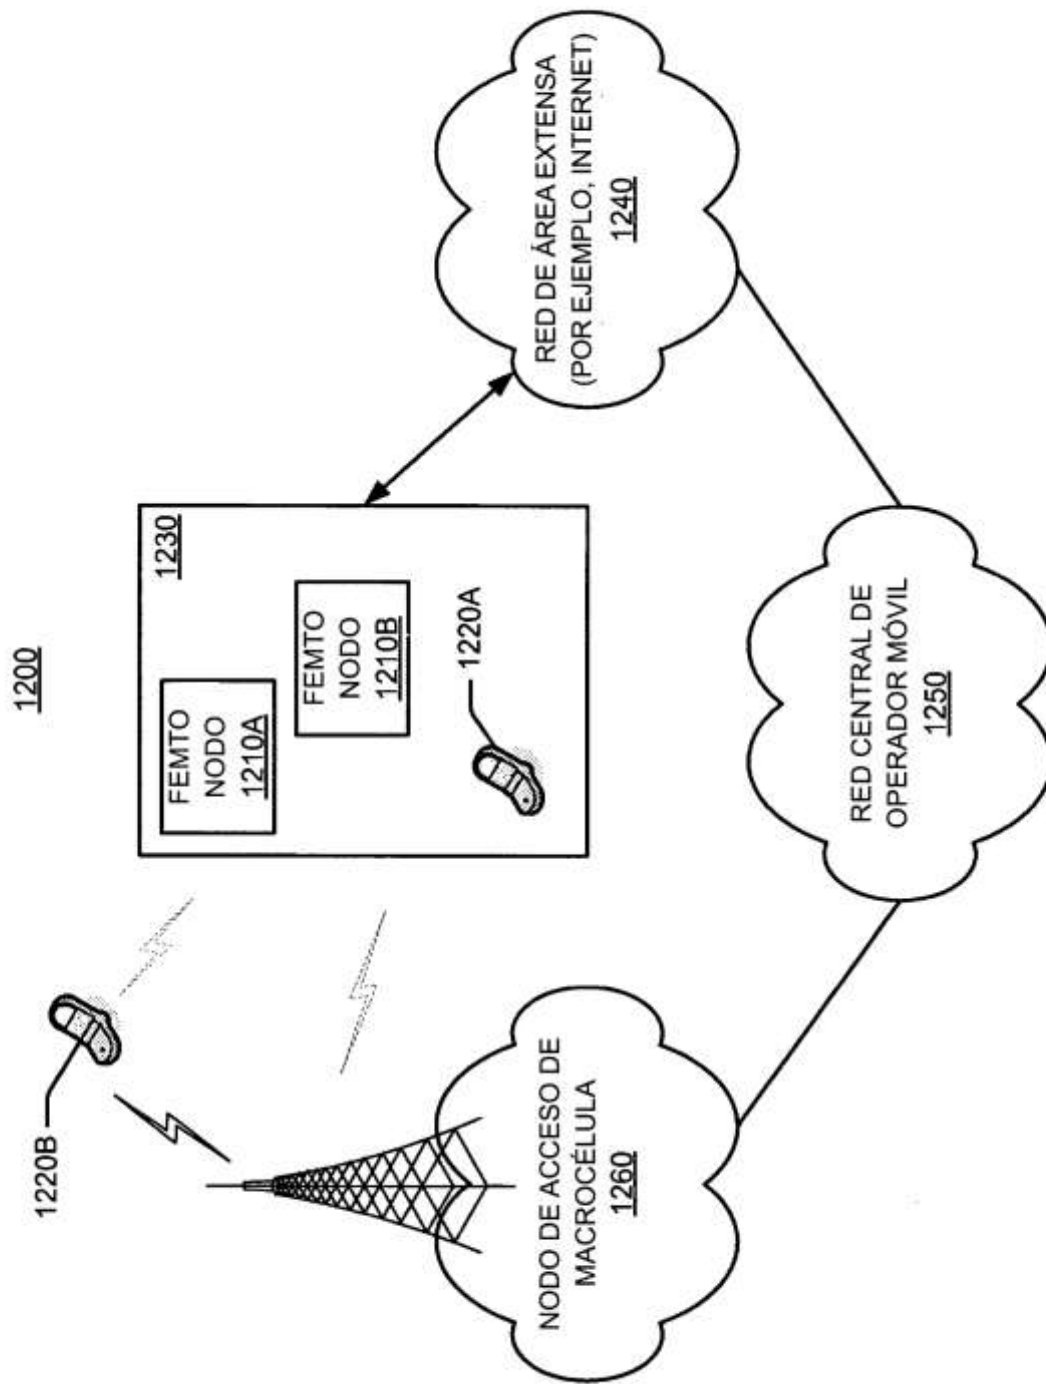 1200
1220B
FEMTO
NODO
1210A
1230
FEMTO
NODO
1210B
1220A
NODO DE ACCESO DE
MACROCÉLULA
1260
RED DE ÁREA EXTENSA
(POR EJEMPLO, INTERNET)
1240
RED CENTRAL DE
OPERADOR MÓVIL
1250